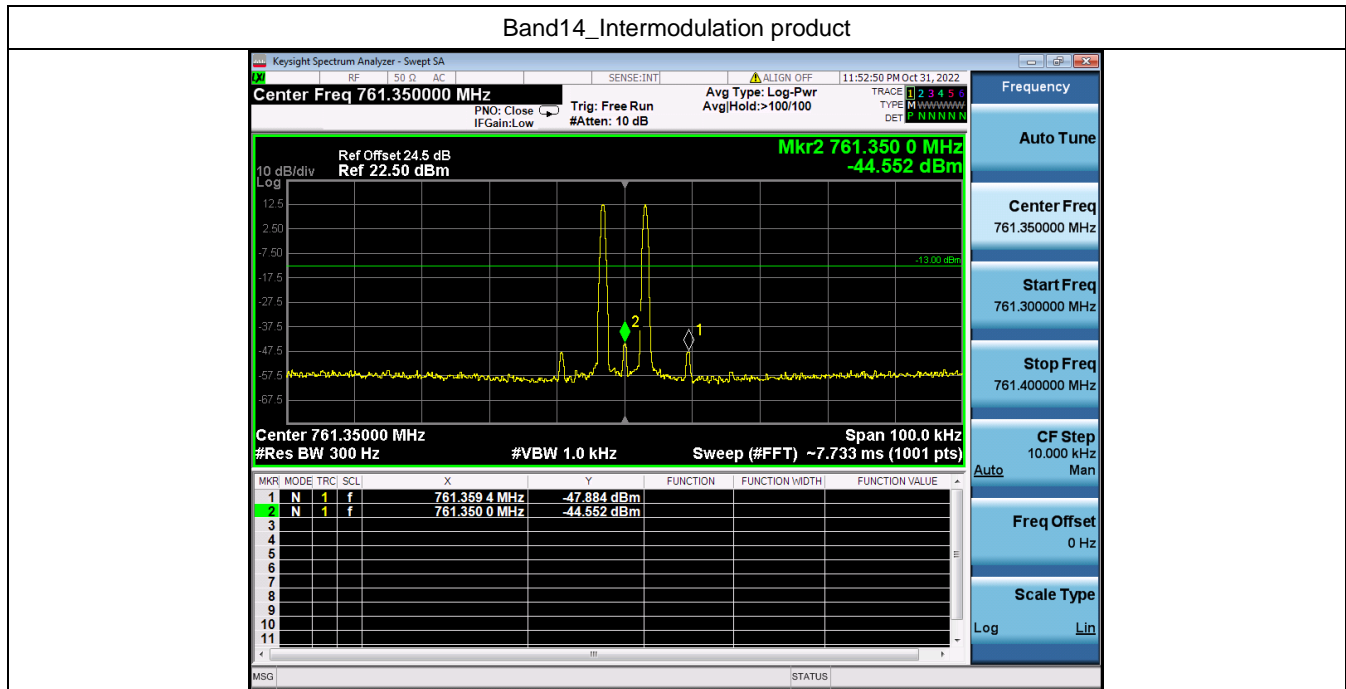 Band14_Intermodulation product
Keysight Spectrum Analyzer - Swept SA
LXI RF 50 Ω AC SENSE:INT ALIGN OFF 11:52:50 PM Oct 31, 2022
Center Freq 761.350000 MHz
PNO: Close
IFGain:Low
Trig: Free Run
#Atten: 10 dB
Avg Type: Log-Pwr
Avg|Hold:>100/100
TRACE 1 2 3 4 5 6
TYPE M WWWWW
DET P N N N N N
Mkr2 761.350 0 MHz
-44.552 dBm
Ref Offset 24.5 dB
10 dB/div Ref 22.50 dBm
Log
12.5
2.50
-7.50
-13.00 dBm
-17.5
-27.5
-37.5
2
1
-47.5
-57.5
-67.5
Center 761.35000 MHz Span 100.0 kHz
#Res BW 300 Hz #VBW 1.0 kHz Sweep (#FFT) ~7.733 ms (1001 pts)
MKR MODE TRC SCL X Y FUNCTION FUNCTION WIDTH FUNCTION VALUE
1 N 1 f 761.359 4 MHz -47.884 dBm
2 N 1 f 761.350 0 MHz -44.552 dBm
3
4
5
6
7
8
9
10
11
MSG STATUS
Frequency
Auto Tune
Center Freq
761.350000 MHz
Start Freq
761.300000 MHz
Stop Freq
761.400000 MHz
CF Step
10.000 kHz
Auto Man
Freq Offset
0 Hz
Scale Type
Log Lin